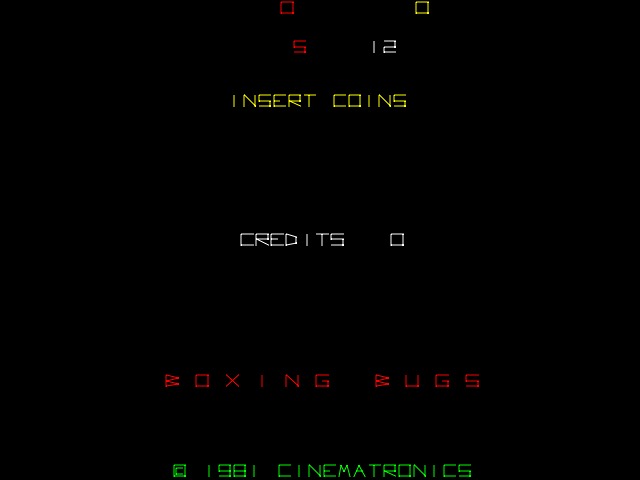 0 0
5 12
INSERT COINS
CREDITS 0
BOXING BUGS
© 1981 CINEMATRONICS